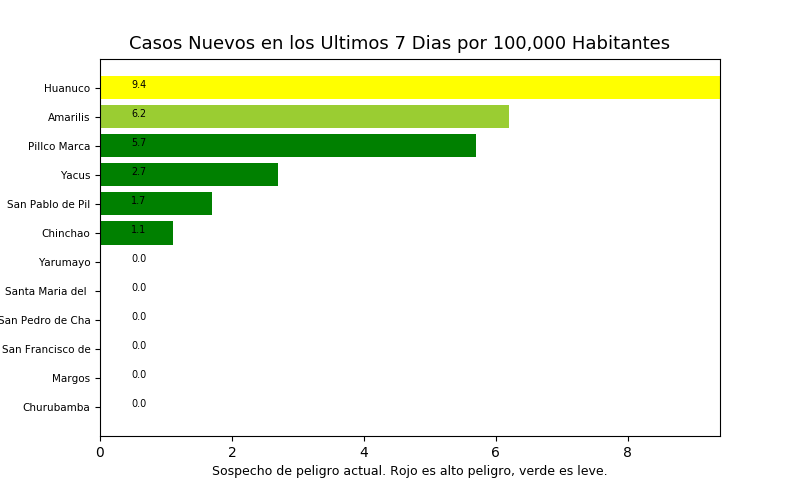 Casos Nuevos en los Ultimos 7 Dias por 100,000 Habitantes
Huanuco 9.4
Amarilis 6.2
Pillco Marca 5.7
Yacus 2.7
San Pablo de Pil 1.7
Chinchao 1.1
Yarumayo 0.0
Santa Maria del 0.0
San Pedro de Cha 0.0
San Francisco de 0.0
Margos 0.0
Churubamba 0.0
0 2 4 6 8
Sospecho de peligro actual. Rojo es alto peligro, verde es leve.